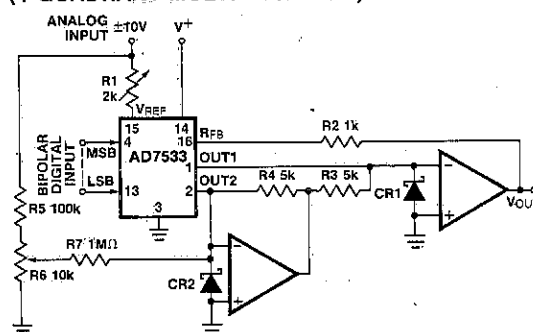 ANALOG ±10V V+
INPUT
R1
2k
VREF
15 14 RFB R2 1k
4 16
BIPOLAR DIGITAL INPUT
MSB AD7533 OUT1
1
LSB OUT2 R4 5k R3 5k
13 2 CR1
3 VOUT
R5 100k
R7 1MΩ
R6 10k CR2
− +
− +